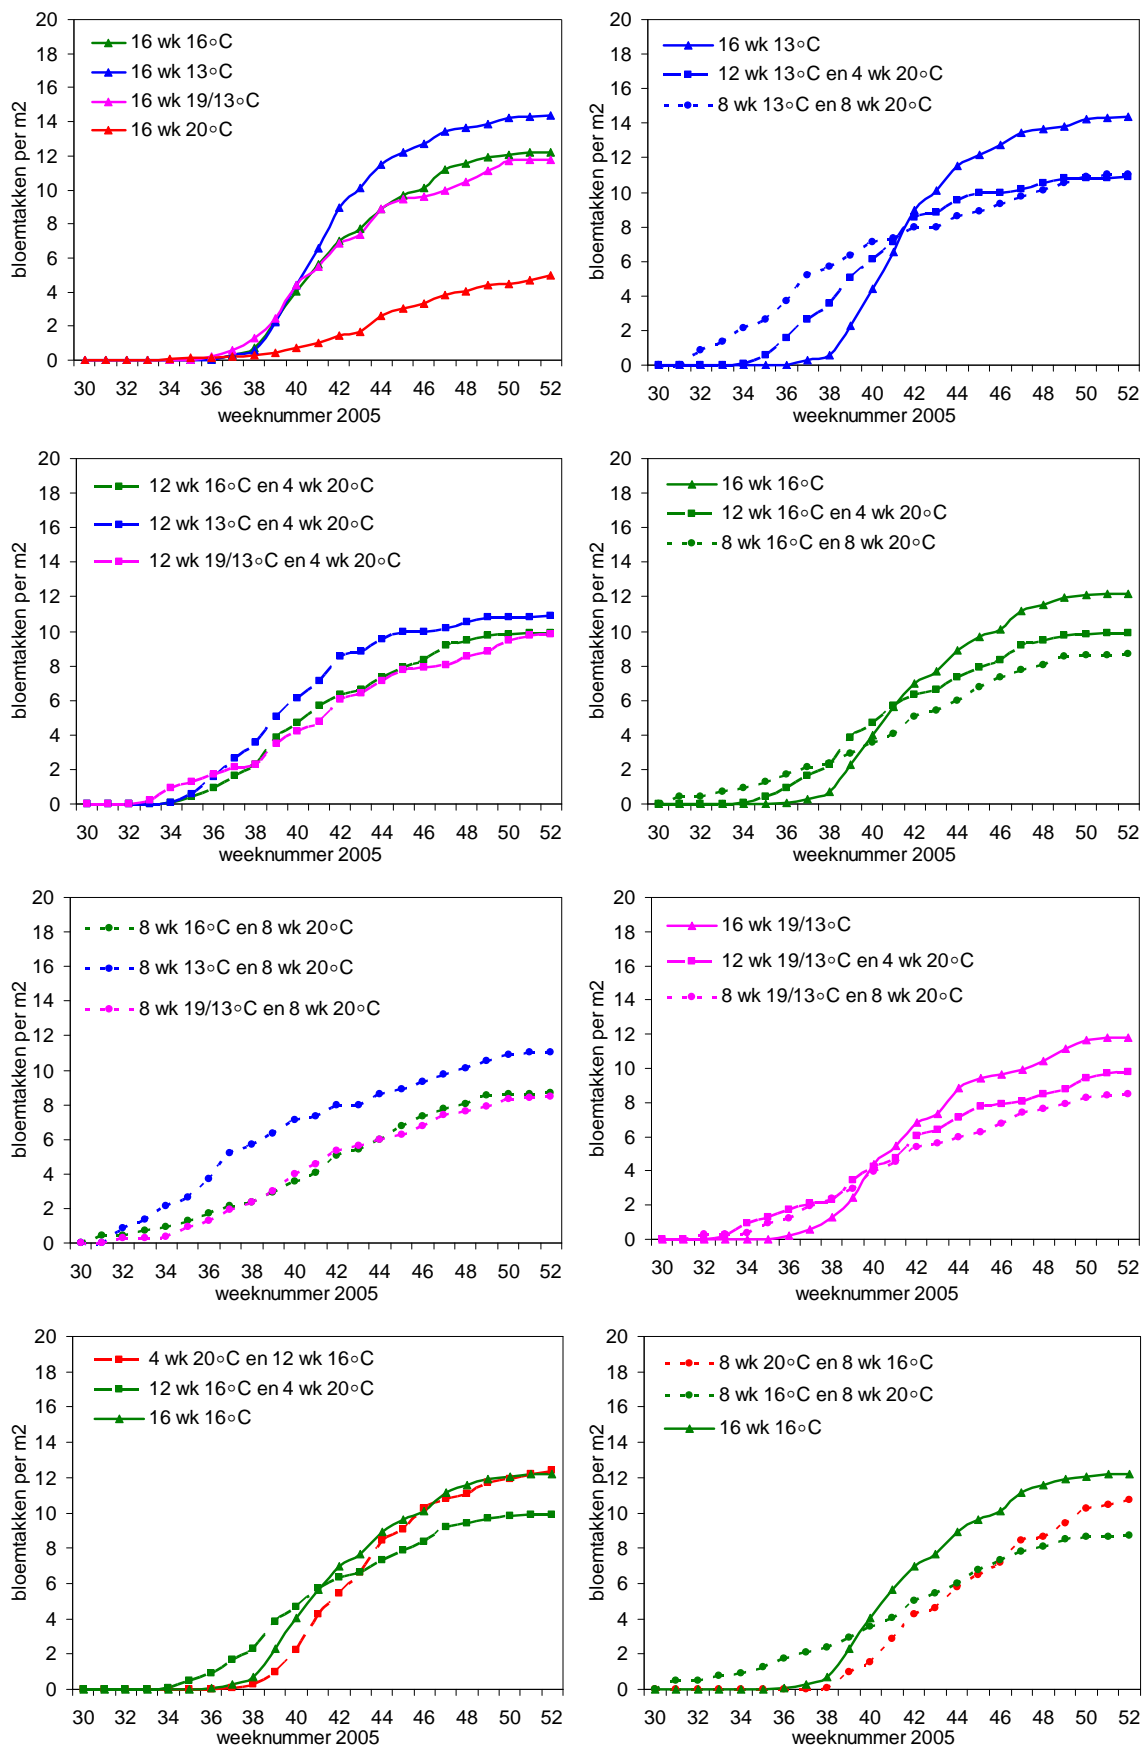 20
18
16
14
12
10
8
6
4
2
0
bloemtakken per m2
16 wk 16○C
16 wk 13○C
16 wk 19/13○C
16 wk 20○C
30 32 34 36 38 40 42 44 46 48 50 52
weeknummer 2005
20
18
16
14
12
10
8
6
4
2
0
bloemtakken per m2
16 wk 13○C
12 wk 13○C en 4 wk 20○C
8 wk 13○C en 8 wk 20○C
30 32 34 36 38 40 42 44 46 48 50 52
weeknummer 2005
20
18
16
14
12
10
8
6
4
2
0
bloemtakken per m2
12 wk 16○C en 4 wk 20○C
12 wk 13○C en 4 wk 20○C
12 wk 19/13○C en 4 wk 20○C
30 32 34 36 38 40 42 44 46 48 50 52
weeknummer 2005
20
18
16
14
12
10
8
6
4
2
0
bloemtakken per m2
16 wk 16○C
12 wk 16○C en 4 wk 20○C
8 wk 16○C en 8 wk 20○C
30 32 34 36 38 40 42 44 46 48 50 52
weeknummer 2005
20
18
16
14
12
10
8
6
4
2
0
bloemtakken per m2
8 wk 16○C en 8 wk 20○C
8 wk 13○C en 8 wk 20○C
8 wk 19/13○C en 8 wk 20○C
30 32 34 36 38 40 42 44 46 48 50 52
weeknummer 2005
20
18
16
14
12
10
8
6
4
2
0
bloemtakken per m2
16 wk 19/13○C
12 wk 19/13○C en 4 wk 20○C
8 wk 19/13○C en 8 wk 20○C
30 32 34 36 38 40 42 44 46 48 50 52
weeknummer 2005
20
18
16
14
12
10
8
6
4
2
0
bloemtakken per m2
4 wk 20○C en 12 wk 16○C
12 wk 16○C en 4 wk 20○C
16 wk 16○C
30 32 34 36 38 40 42 44 46 48 50 52
weeknummer 2005
20
18
16
14
12
10
8
6
4
2
0
bloemtakken per m2
8 wk 20○C en 8 wk 16○C
8 wk 16○C en 8 wk 20○C
16 wk 16○C
30 32 34 36 38 40 42 44 46 48 50 52
weeknummer 2005